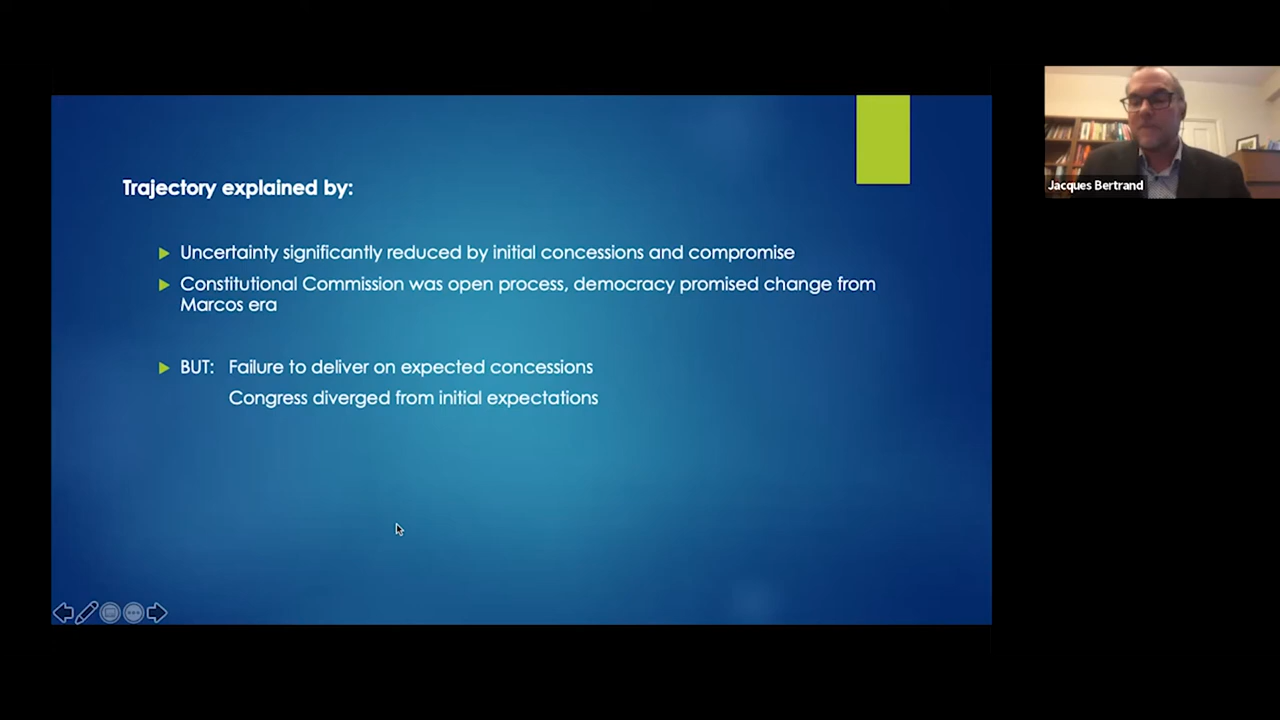 Trajectory explained by:
Uncertainty significantly reduced by initial concessions and compromise
Constitutional Commission was open process, democracy promised change from
Marcos era
BUT: Failure to deliver on expected concessions
Congress diverged from initial expectations
Jacques Bertrand